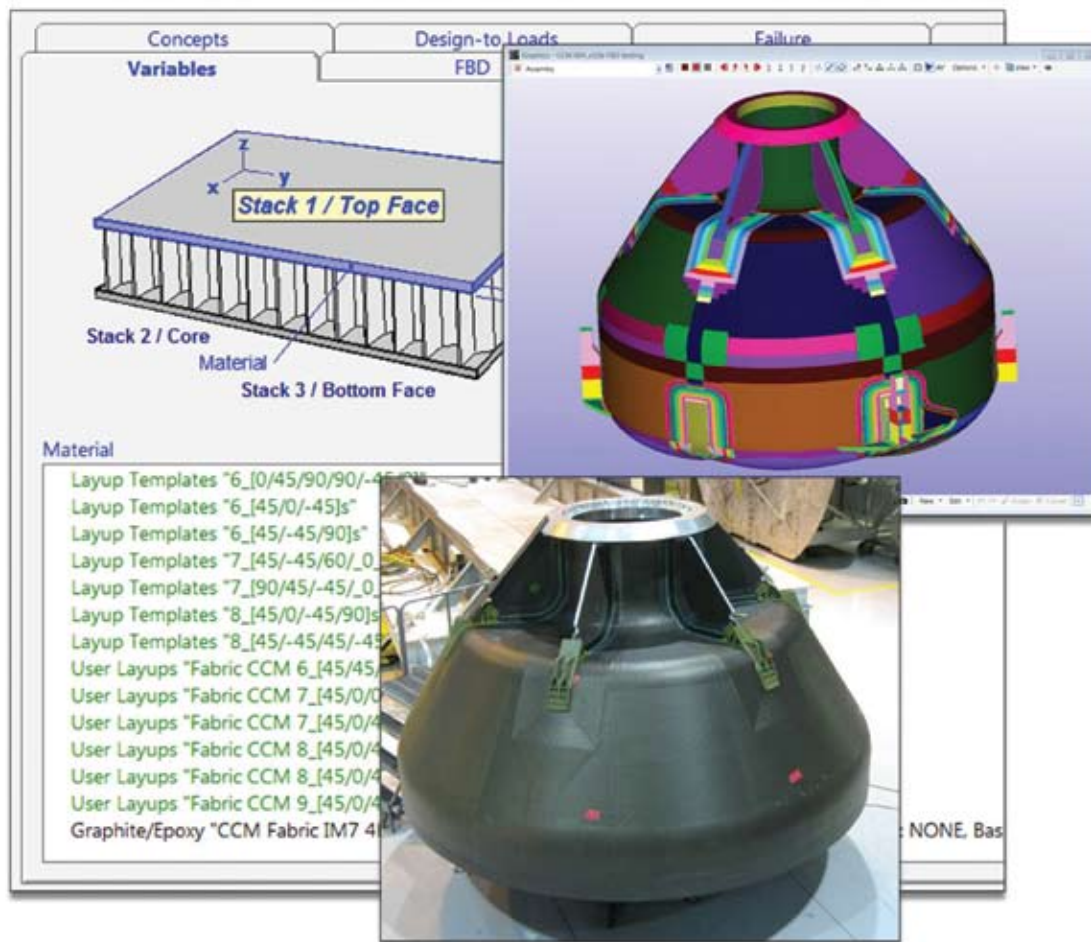 Concepts
Design-to Loads
Failure
Variables
FBD
Assembly
z
x
y
Stack 1 / Top Face
Stack 2 / Core
Material
Stack 3 / Bottom Face
Material
Layup Templates "6_[0/45/90/90/-45/0]"
Layup Templates "6_[45/0/-45]s"
Layup Templates "6_[45/-45/90]s"
Layup Templates "7_[45/-45/60/_0_
Layup Templates "7_[90/45/-45/_0_
Layup Templates "8_[45/0/-45/90]s
Layup Templates "8_[45/-45/45/-45
User Layups "Fabric CCM 6_[45/45/
User Layups "Fabric CCM 7_[45/0/0
User Layups "Fabric CCM 7_[45/0/4
User Layups "Fabric CCM 8_[45/0/4
User Layups "Fabric CCM 8_[45/0/4
User Layups "Fabric CCM 9_[45/0/4
Graphite/Epoxy "CCM Fabric IM7 4
: NONE, Bas